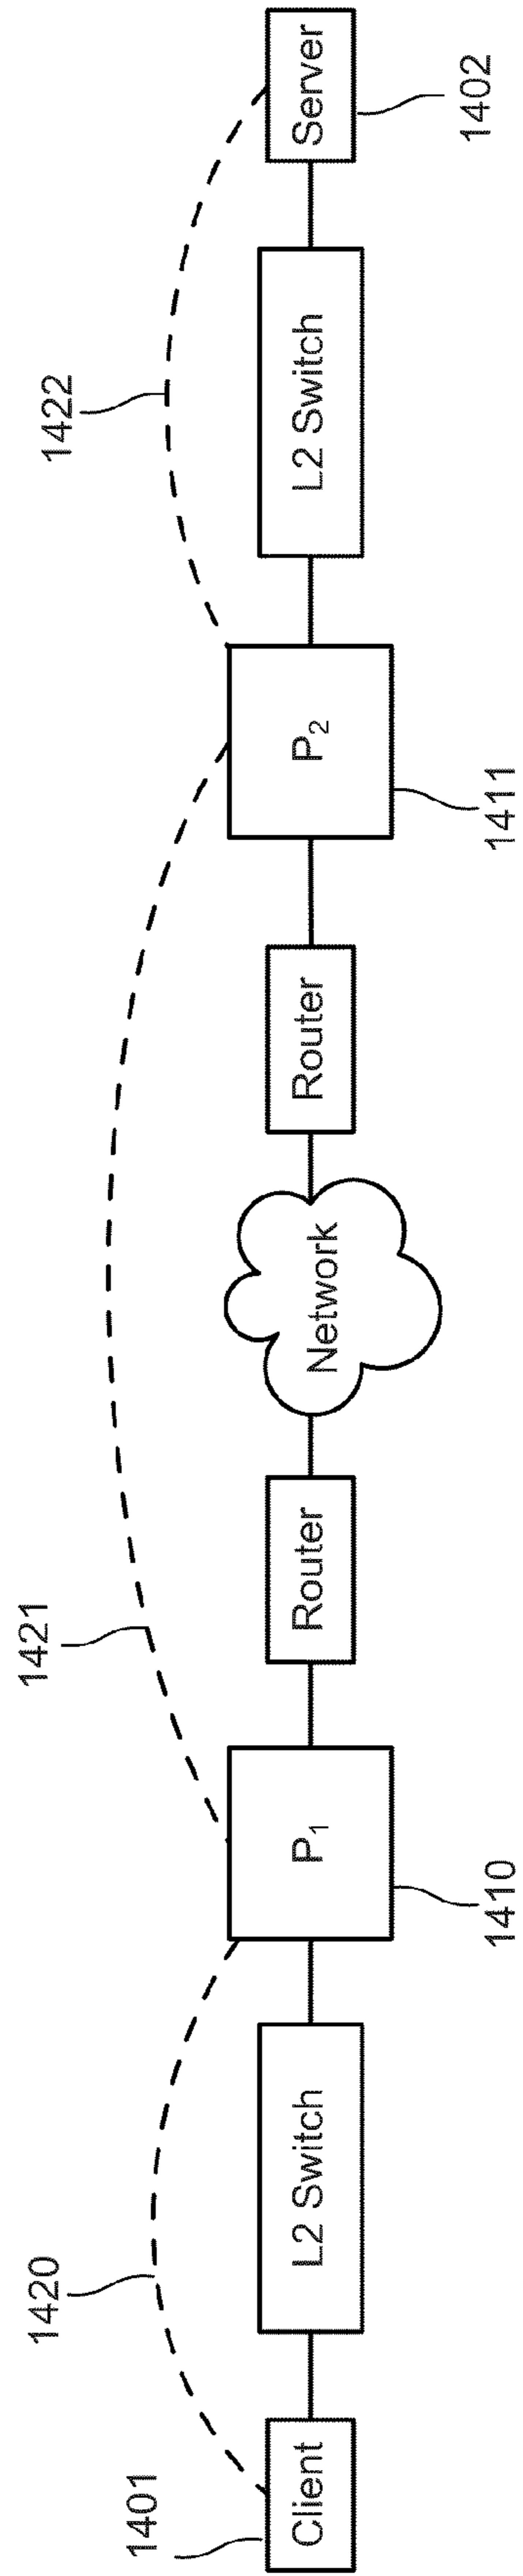 1420
1421
1422
1401
Client
L2 Switch
P₁
Router
Network
Router
P₂
L2 Switch
Server
1410
1411
1402